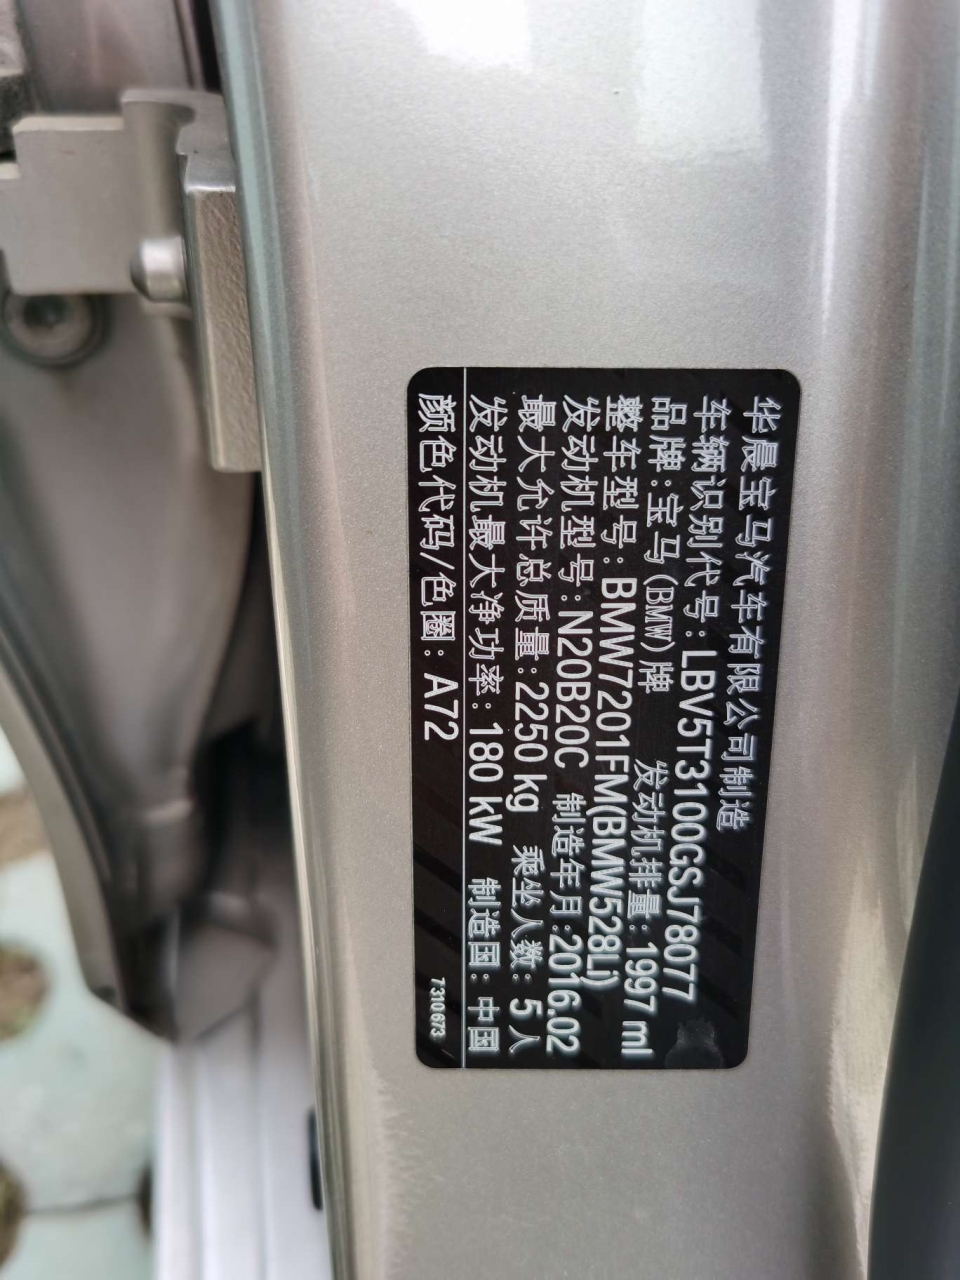 华晨宝马汽车有限公司制造
车辆识别代号:LBV5T3100GSJ78077
品牌:宝马(BMW)牌 发动机排量:1997 ml
整车型号:BMW7201FM(BMW528Li)
发动机型号:N20B20C 制造年月:2016.02
最大允许总质量:2250 kg 乘坐人数:5人
发动机最大净功率:180 kW 制造国:中国
颜色代码/色圈:A72 7310673